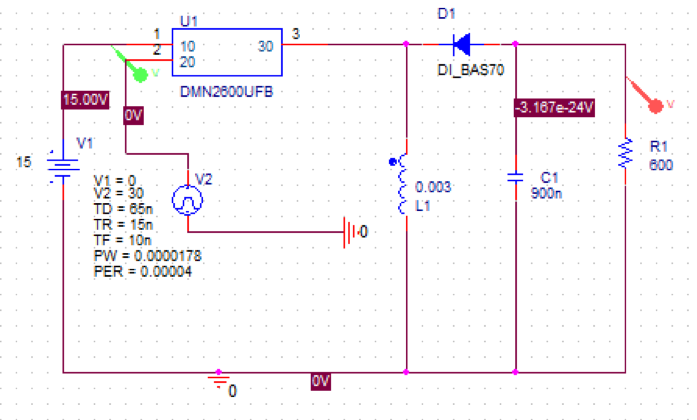 D1
U1
1
2
10
20
30
3
V
V
DMN2600UFB
DI_BAS70
15.00V
0V
-3.167e-24V
V1
15
R1
600
V1 = 0
V2 = 30
TD = 65n
TR = 15n
TF = 10n
PW = 0.0000178
PER = 0.00004
V2
0.003
L1
C1
900n
0
0
0V